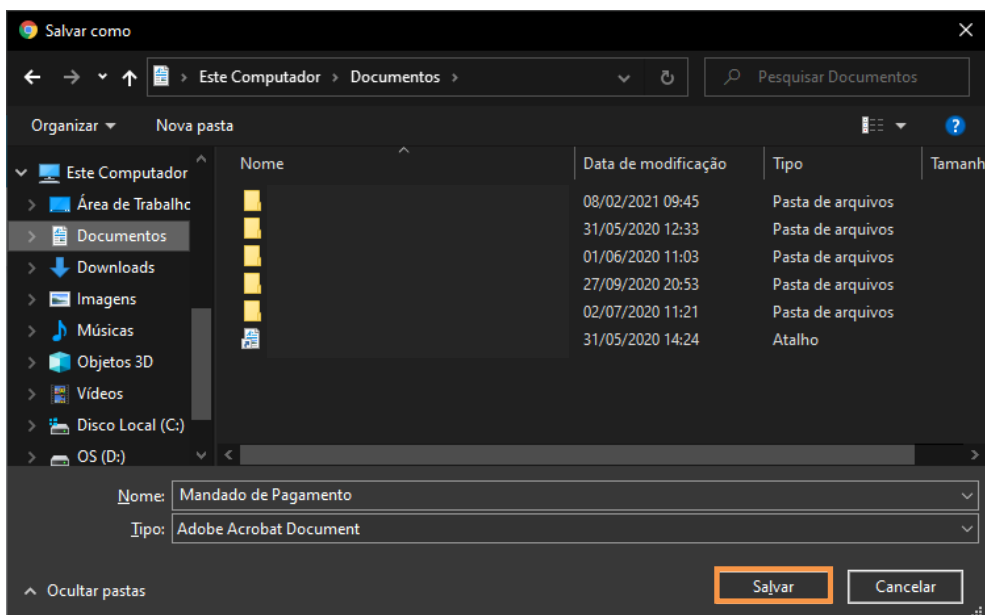 Salvar como
Este Computador > Documentos >
Pesquisar Documentos
Organizar Nova pasta
Nome Data de modificação Tipo Tamanh
Este Computador
Área de Trabalhc
Documentos
Downloads
Imagens
Músicas
Objetos 3D
Vídeos
Disco Local (C:)
OS (D:)
08/02/2021 09:45 Pasta de arquivos
31/05/2020 12:33 Pasta de arquivos
01/06/2020 11:03 Pasta de arquivos
27/09/2020 20:53 Pasta de arquivos
02/07/2020 11:21 Pasta de arquivos
31/05/2020 14:24 Atalho
Nome: Mandado de Pagamento
Tipo: Adobe Acrobat Document
Ocultar pastas
Salvar Cancelar